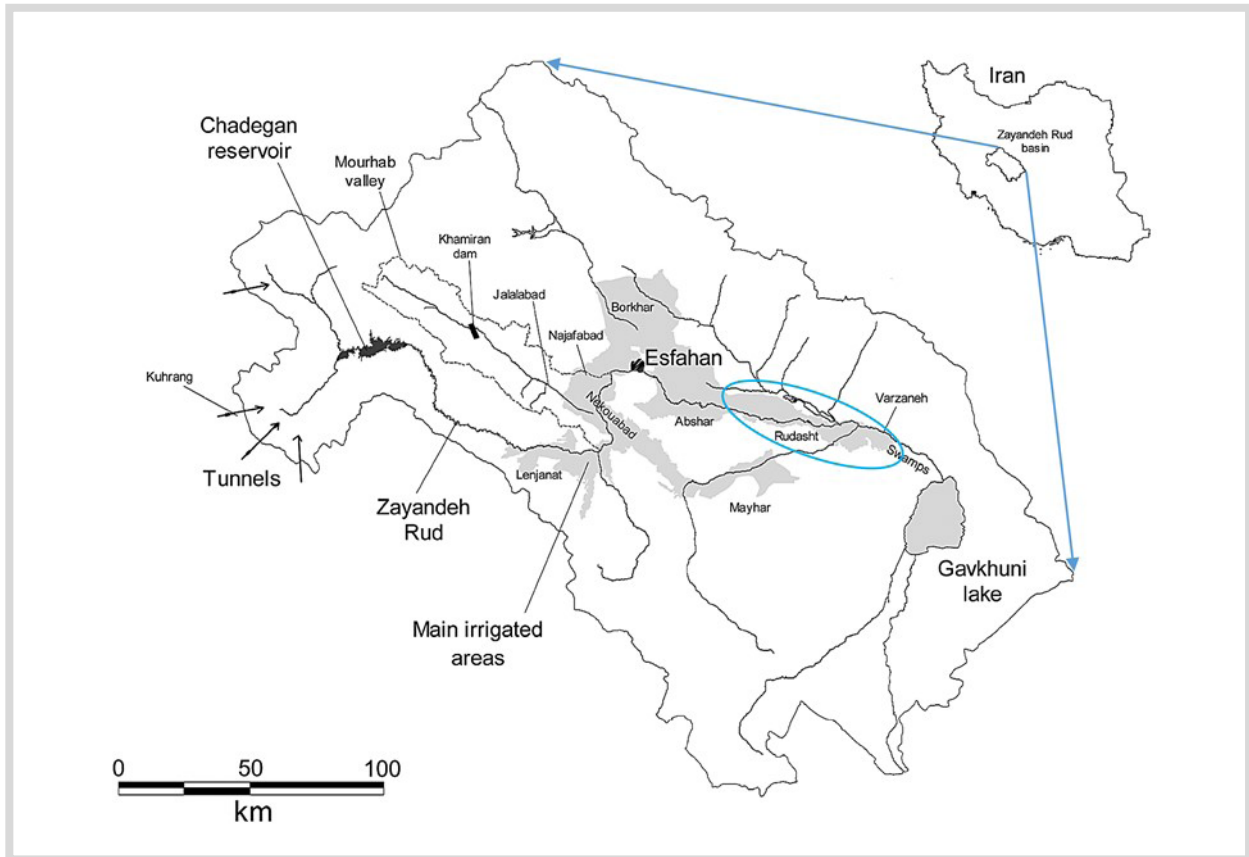 Iran
Zayandeh Rud
basin
Chadegan
reservoir
Mourhab
valley
Khamiran
dam
Jalalabad
Borkhar
Najafabad
Esfahan
Kuhrang
Nakouabad
Varzaneh
Abshar
Rudasht
Swamps
Tunnels
Lenjanat
Zayandeh
Rud
Mayhar
Gavkhuni
lake
Main irrigated
areas
0 50 100
km